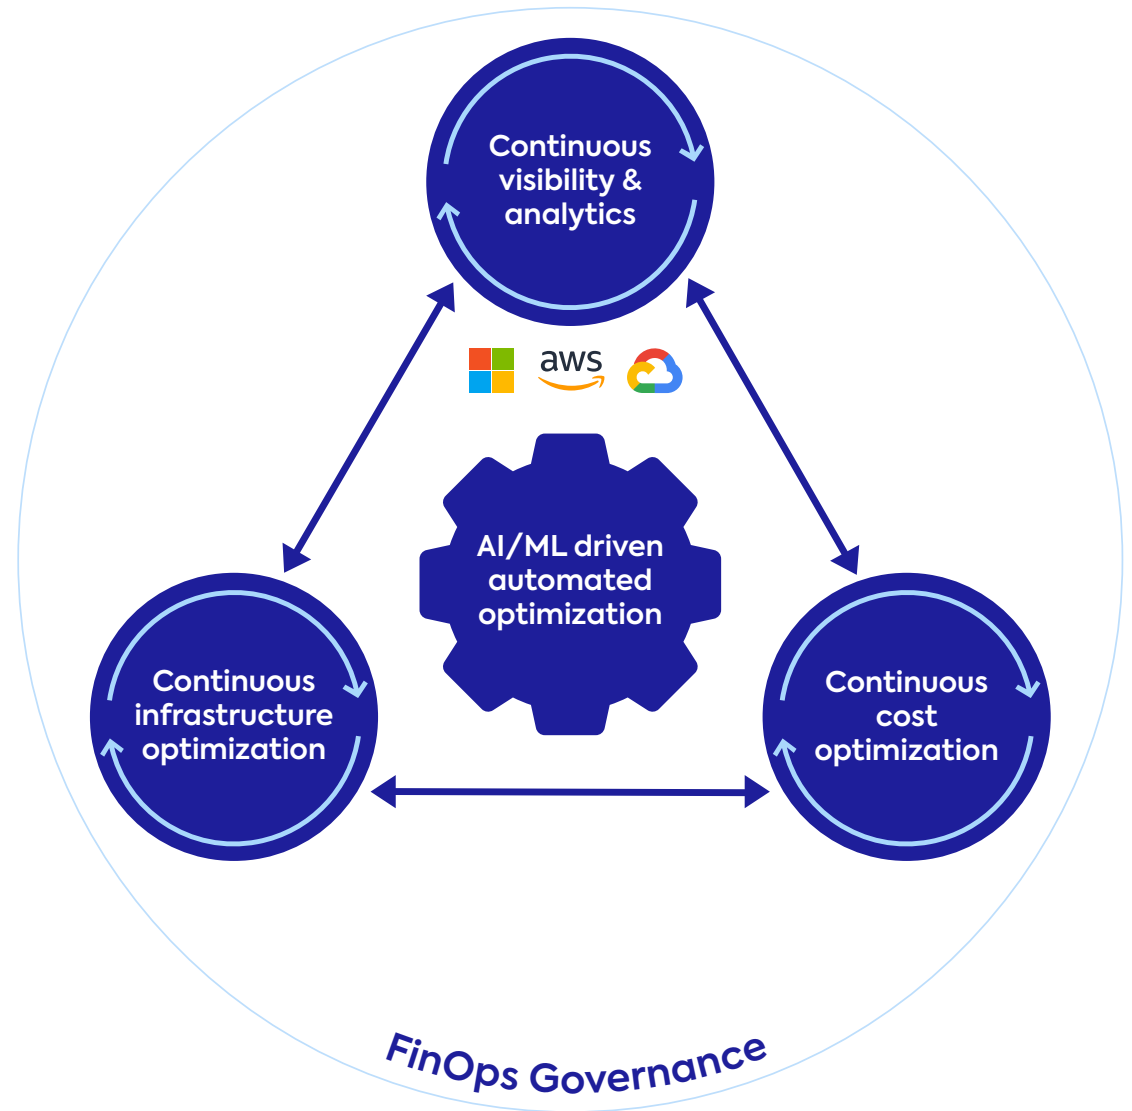 Continuous
visibility &
analytics
aws
AI/ML driven
automated
optimization
Continuous
infrastructure
optimization
Continuous
cost
optimization
FinOps Governance